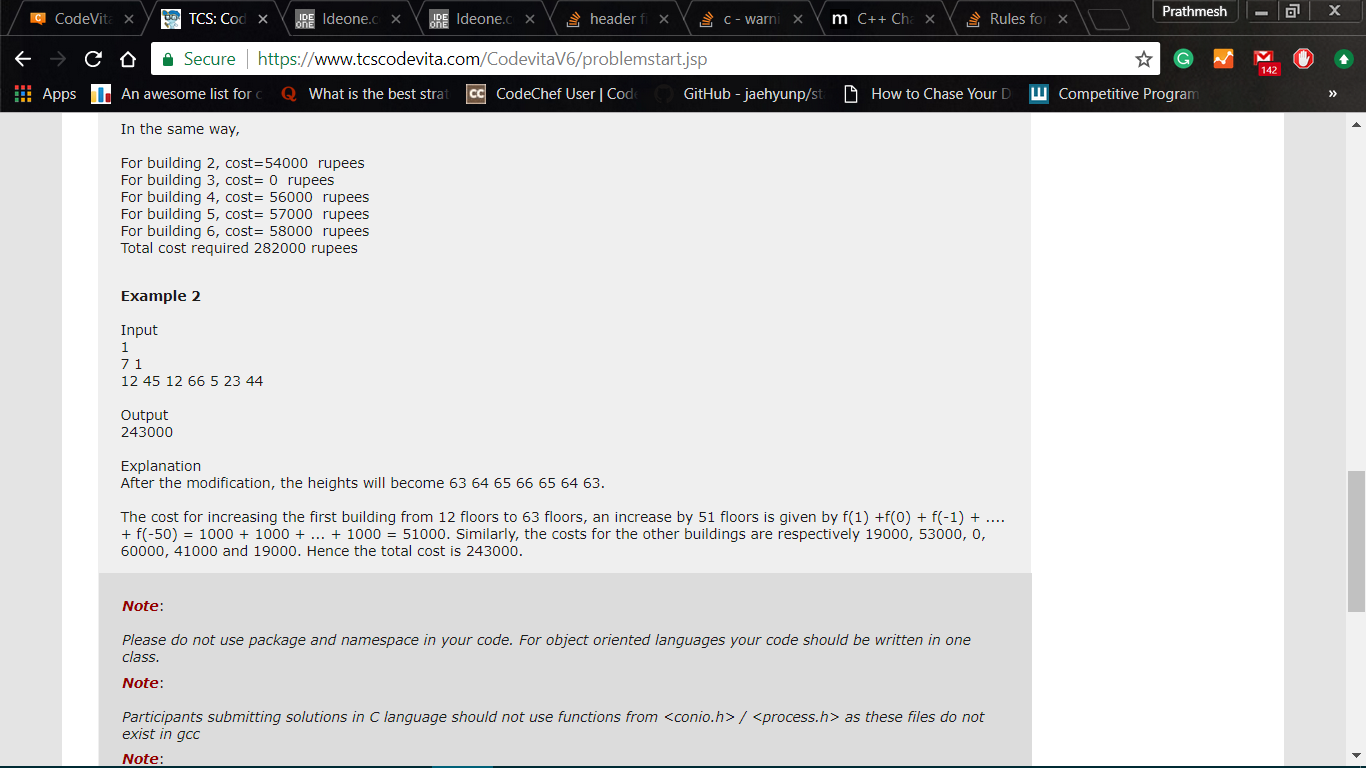 CodeVita
TCS: Cod
Ideone.c
Ideone.c
header fi
c - warni
C++ Cha
Rules for
Prathmesh
Secure
https://www.tcscodevita.com/CodevitaV6/problemstart.jsp
142
Apps
An awesome list for c
What is the best strat
CodeChef User | Cod
GitHub - jaehyunp/st
How to Chase Your D
Competitive Program
»
In the same way,
For building 2, cost=54000 rupees
For building 3, cost= 0 rupees
For building 4, cost= 56000 rupees
For building 5, cost= 57000 rupees
For building 6, cost= 58000 rupees
Total cost required 282000 rupees
Example 2
Input
1
7 1
12 45 12 66 5 23 44
Output
243000
Explanation
After the modification, the heights will become 63 64 65 66 65 64 63.
The cost for increasing the first building from 12 floors to 63 floors, an increase by 51 floors is given by f(1) +f(0) + f(-1) + ....
+ f(-50) = 1000 + 1000 + ... + 1000 = 51000. Similarly, the costs for the other buildings are respectively 19000, 53000, 0,
60000, 41000 and 19000. Hence the total cost is 243000.
Note:
Please do not use package and namespace in your code. For object oriented languages your code should be written in one
class.
Note:
Participants submitting solutions in C language should not use functions from <conio.h> / <process.h> as these files do not
exist in gcc
Note: